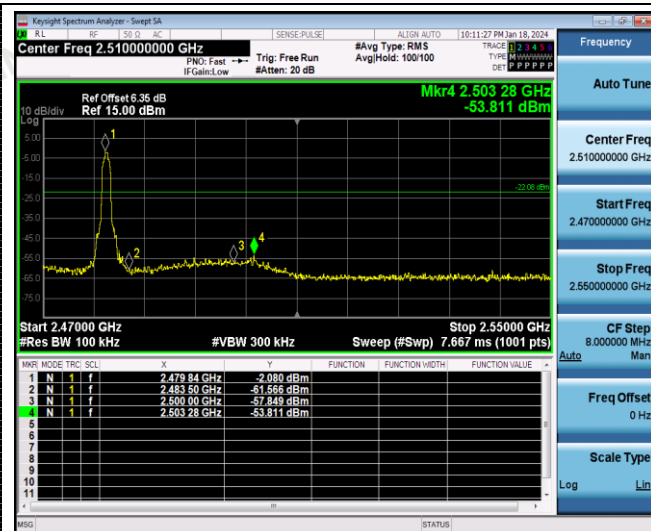 Keysight Spectrum Analyzer - Swept SA
RL RF 50 Ω AC SENSE:PULSE ALIGN AUTO 10:11:27 PM Jan 18, 2024
Center Freq 2.510000000 GHz
PNO: Fast
IFGain:Low
Trig: Free Run
#Atten: 20 dB
#Avg Type: RMS
Avg|Hold: 100/100
TRACE 1 2 3 4 5 6
TYPE M W W W W W
DET P P P P P P
Frequency
Mkr4 2.503 28 GHz
-53.811 dBm
Ref Offset 6.35 dB
10 dB/div Ref 15.00 dBm
Log
5.00
-5.00
-15.0
-25.0
-35.0
-45.0
-55.0
-65.0
-75.0
1
2
3
4
-22.08 dBm
Start 2.47000 GHz Stop 2.55000 GHz
#Res BW 100 kHz #VBW 300 kHz Sweep (#Swp) 7.667 ms (1001 pts)
MKR MODE TRC SCL X Y FUNCTION FUNCTION WIDTH FUNCTION VALUE
1 N 1 f 2.479 84 GHz -2.080 dBm
2 N 1 f 2.483 50 GHz -61.566 dBm
3 N 1 f 2.500 00 GHz -57.849 dBm
4 N 1 f 2.503 28 GHz -53.811 dBm
5
6
7
8
9
10
11
MSG STATUS
Auto Tune
Center Freq
2.510000000 GHz
Start Freq
2.470000000 GHz
Stop Freq
2.550000000 GHz
CF Step
8.000000 MHz
Auto Man
Freq Offset
0 Hz
Scale Type
Log Lin